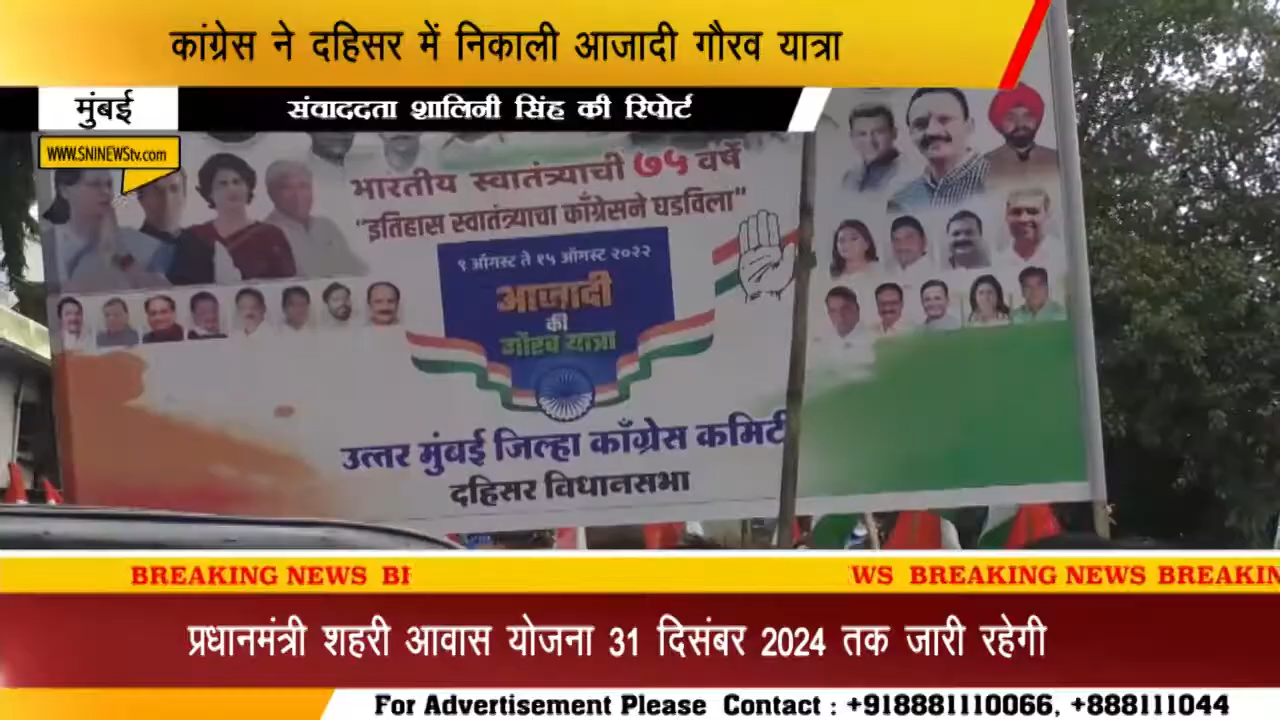 कांग्रेस ने दहिसर में निकाली आजादी गौरव यात्रा
मुंबई
संवाददता शालिनी सिंह की रिपोर्ट
WWW.SNINEWStv.com
भारतीय स्वातंत्र्याची ७५ वर्षे
"इतिहास स्वातंत्र्याचा काँग्रेसने घडविला"
९ ऑगस्ट ते १५ ऑगस्ट २०२२
आजादी
की
गौरव यात्रा
उत्तर मुंबई जिल्हा काँग्रेस कमिटी
दहिसर विधानसभा
BREAKING NEWS BR
WS BREAKING NEWS BREAKIN
प्रधानमंत्री शहरी आवास योजना 31 दिसंबर 2024 तक जारी रहेगी
For Advertisement Please Contact : +918881110066, +888111044